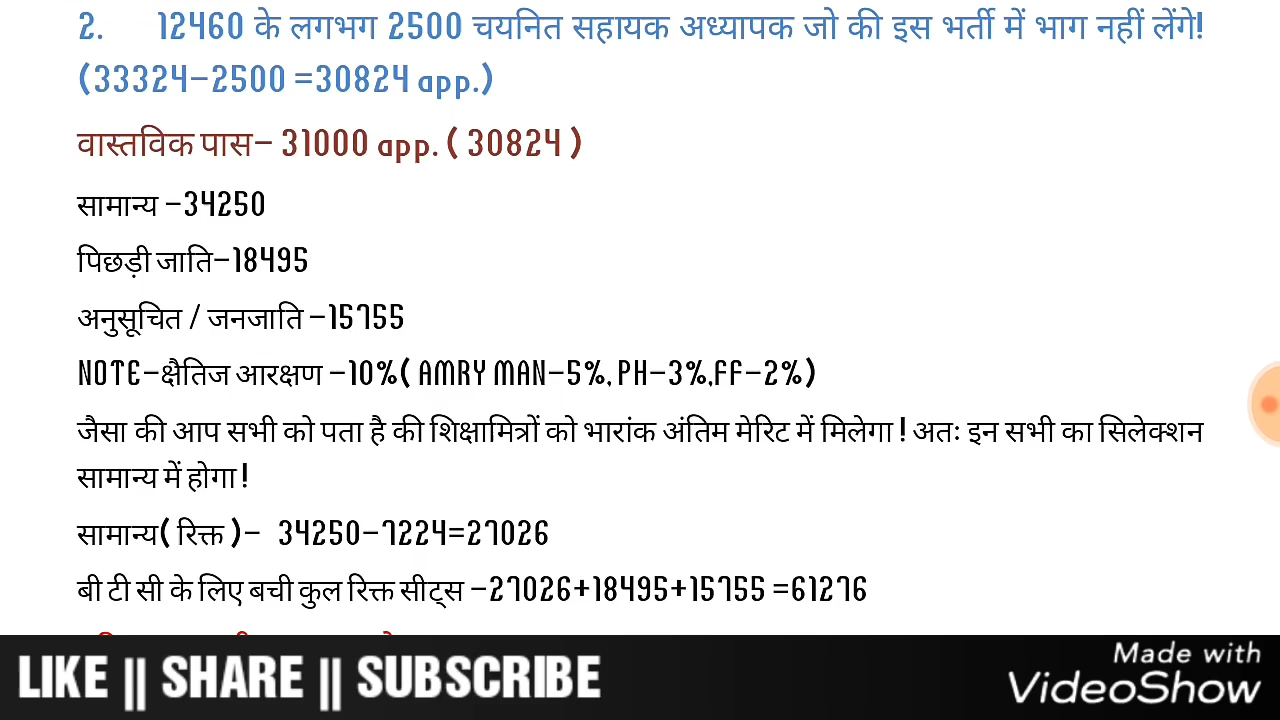 2. 12460 के लगभग 2500 चयनित सहायक अध्यापक जो की इस भर्ती में भाग नहीं लेंगे!
(33324-2500 =30824 app.)
वास्तविक पास- 31000 app. ( 30824 )
सामान्य -34250
पिछड़ी जाति-18495
अनुसूचित / जनजाति -15755
NOTE-क्षैतिज आरक्षण -10%( AMRY MAN-5%, PH-3%,FF-2%)
जैसा की आप सभी को पता है की शिक्षामित्रों को भारांक अंतिम मेरिट में मिलेगा ! अतः इन सभी का सिलेक्शन
सामान्य में होगा !
सामान्य( रिक्त )- 34250-7224=27026
बी टी सी के लिए बची कुल रिक्त सीट्स -27026+18495+15755 =61276
LIKE || SHARE || SUBSCRIBE
Made with
VideoShow